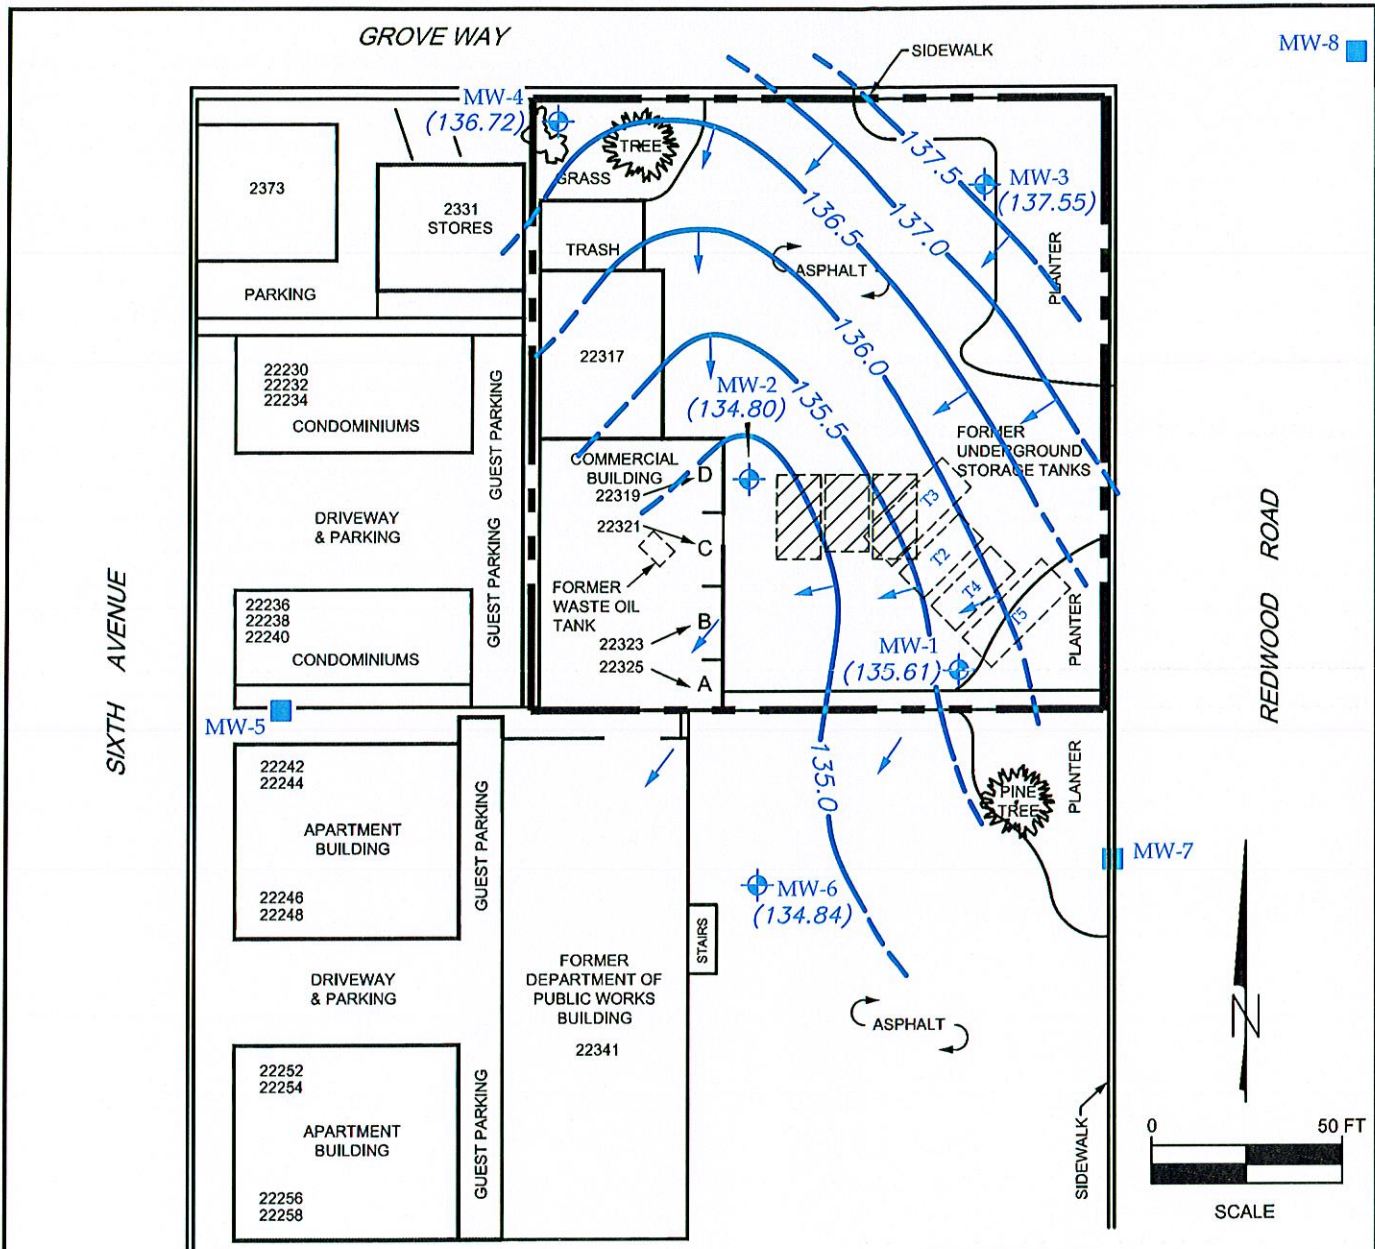 GROVE WAY
MW-8
SIDEWALK
MW-4
(136.72)
TREE
137.5
MW-3
(137.55)
2373
GRASS
2331
STORES
136.5
137.0
TRASH
ASPHALT
PLANTER
PARKING
136.0
22317
22230
22232
22234
CONDOMINIUMS
GUEST PARKING
MW-2
(134.80)
135.5
FORMER
UNDERGROUND
STORAGE TANKS
COMMERCIAL
BUILDING
22319
D
T3
DRIVEWAY
& PARKING
22321
C
T2
REDWOOD ROAD
GUEST PARKING
FORMER
WASTE OIL
TANK
T4
T5
SIXTH AVENUE
22236
22238
22240
CONDOMINIUMS
22323
B
22325
A
MW-1
(135.61)
PLANTER
MW-5
22242
22244
135.0
PLANTER
PINE
TREE
APARTMENT
BUILDING
GUEST PARKING
MW-7
22246
22248
MW-6
(134.84)
STAIRS
DRIVEWAY
& PARKING
FORMER
DEPARTMENT OF
PUBLIC WORKS
BUILDING
22341
ASPHALT
N
22252
22254
APARTMENT
BUILDING
GUEST PARKING
SIDEWALK
0 50 FT
SCALE
22256
22258